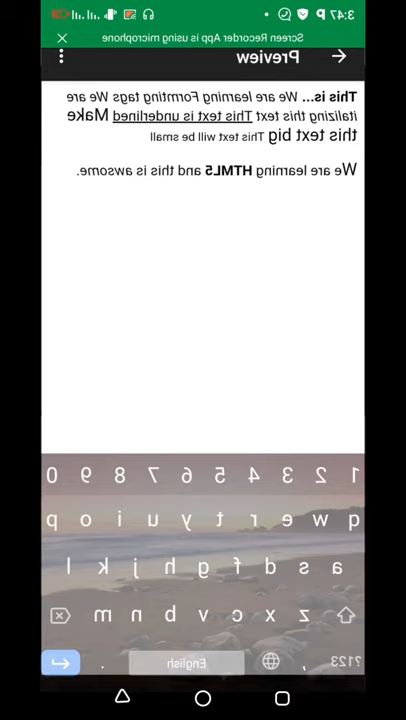 3:47
Screen Recorder App is using microphone
Preview
This is... We are learning Formting tags We are
italizing this text This text is underlined Make
this text big This text will be small
We are learning HTML5 and this is awsome.
1 2 3 4 5 6 7 8 9 0
q w e r t y u i o p
a s d f g h j k l
z x c v b n m
?123 , English .